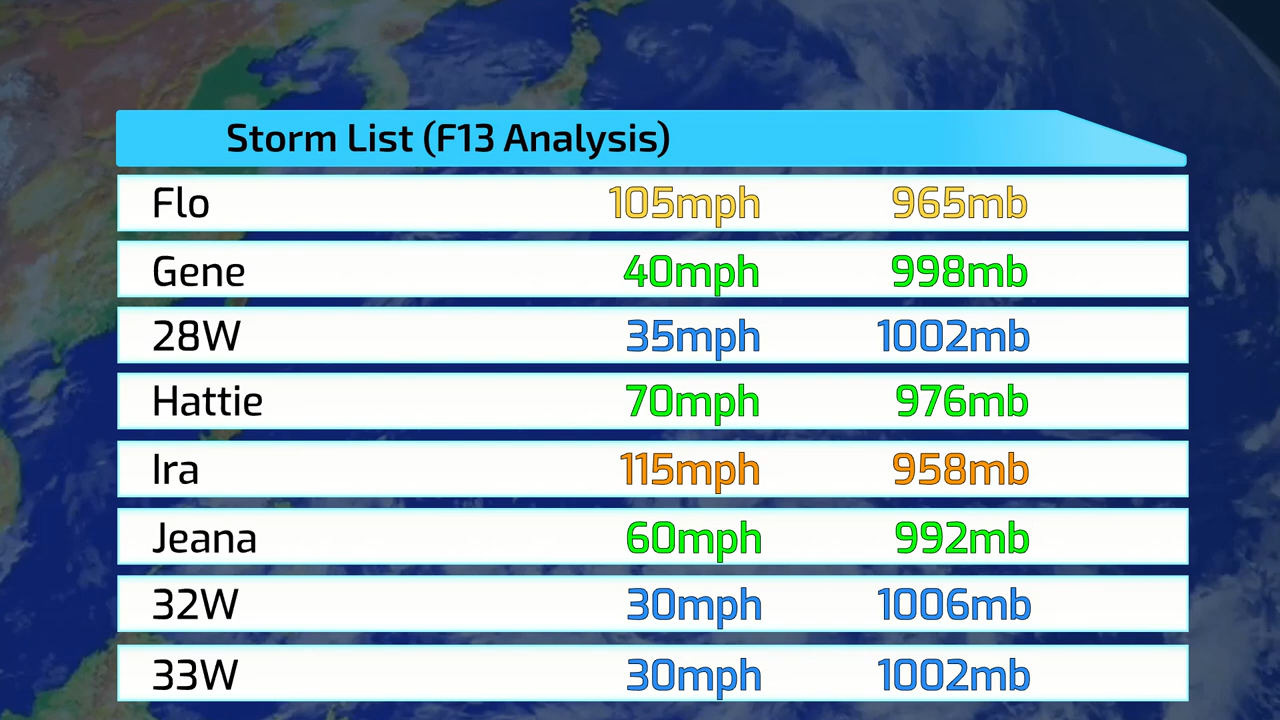 Storm List (F13 Analysis)
Flo 105mph 965mb
Gene 40mph 998mb
28W 35mph 1002mb
Hattie 70mph 976mb
Ira 115mph 958mb
Jeana 60mph 992mb
32W 30mph 1006mb
33W 30mph 1002mb